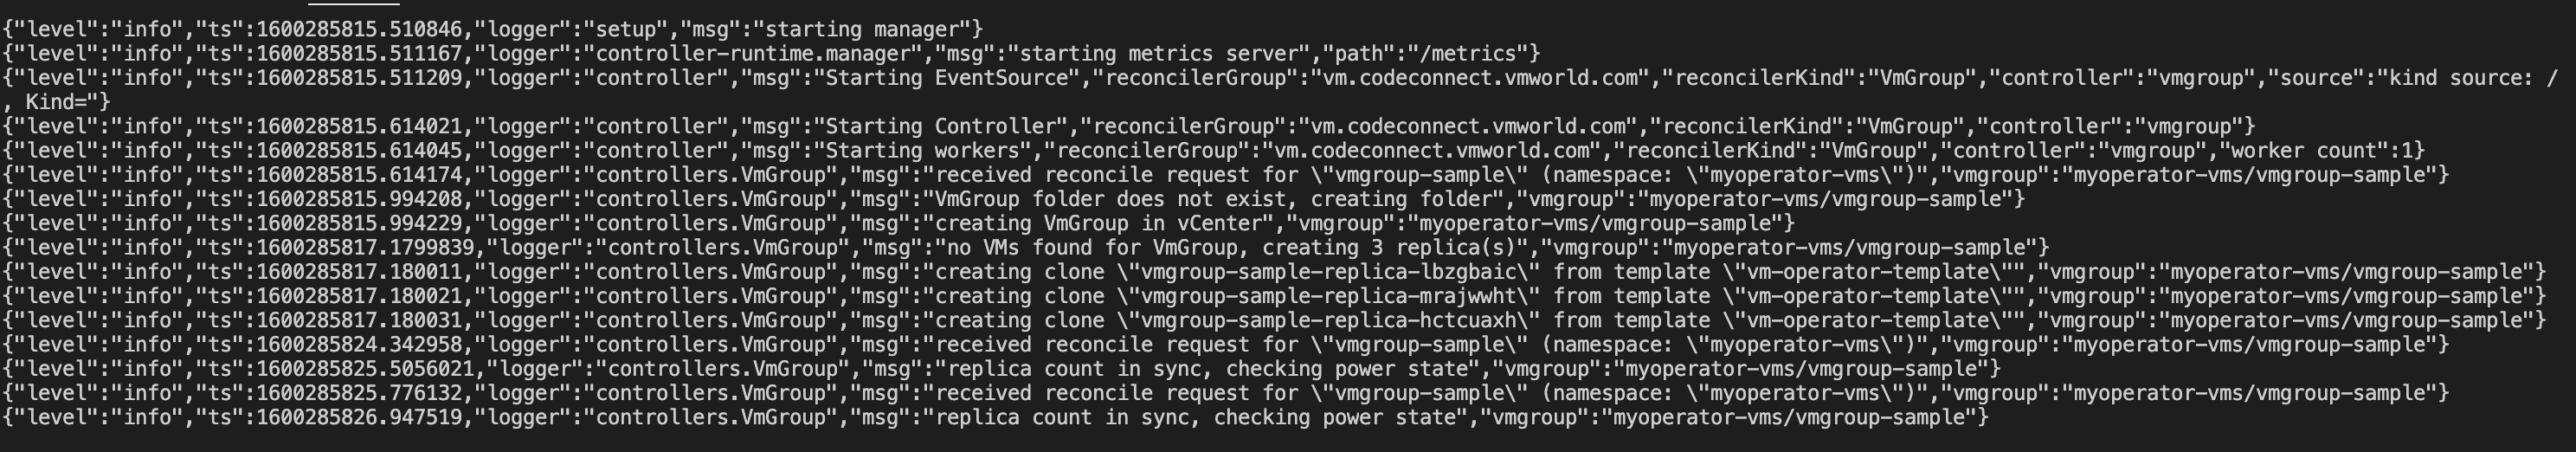 {"level":"info","ts":1600285815.510846,"logger":"setup","msg":"starting manager"}
{"level":"info","ts":1600285815.511167,"logger":"controller-runtime.manager","msg":"starting metrics server","path":"/metrics"}
{"level":"info","ts":1600285815.511209,"logger":"controller","msg":"Starting EventSource","reconcilerGroup":"vm.codeconnect.vmworld.com","reconcilerKind":"VmGroup","controller":"vmgroup","source":"kind source: /
, Kind="}
{"level":"info","ts":1600285815.614021,"logger":"controller","msg":"Starting Controller","reconcilerGroup":"vm.codeconnect.vmworld.com","reconcilerKind":"VmGroup","controller":"vmgroup"}
{"level":"info","ts":1600285815.614045,"logger":"controller","msg":"Starting workers","reconcilerGroup":"vm.codeconnect.vmworld.com","reconcilerKind":"VmGroup","controller":"vmgroup","worker count":1}
{"level":"info","ts":1600285815.614174,"logger":"controllers.VmGroup","msg":"received reconcile request for \"vmgroup-sample\" (namespace: \"myoperator-vms\")","vmgroup":"myoperator-vms/vmgroup-sample"}
{"level":"info","ts":1600285815.994208,"logger":"controllers.VmGroup","msg":"VmGroup folder does not exist, creating folder","vmgroup":"myoperator-vms/vmgroup-sample"}
{"level":"info","ts":1600285815.994229,"logger":"controllers.VmGroup","msg":"creating VmGroup in vCenter","vmgroup":"myoperator-vms/vmgroup-sample"}
{"level":"info","ts":1600285817.1799839,"logger":"controllers.VmGroup","msg":"no VMs found for VmGroup, creating 3 replica(s)","vmgroup":"myoperator-vms/vmgroup-sample"}
{"level":"info","ts":1600285817.180011,"logger":"controllers.VmGroup","msg":"creating clone \"vmgroup-sample-replica-lbzgbaic\" from template \"vm-operator-template\"","vmgroup":"myoperator-vms/vmgroup-sample"}
{"level":"info","ts":1600285817.180021,"logger":"controllers.VmGroup","msg":"creating clone \"vmgroup-sample-replica-mrajwwht\" from template \"vm-operator-template\"","vmgroup":"myoperator-vms/vmgroup-sample"}
{"level":"info","ts":1600285817.180031,"logger":"controllers.VmGroup","msg":"creating clone \"vmgroup-sample-replica-hctcuaxh\" from template \"vm-operator-template\"","vmgroup":"myoperator-vms/vmgroup-sample"}
{"level":"info","ts":1600285824.342958,"logger":"controllers.VmGroup","msg":"received reconcile request for \"vmgroup-sample\" (namespace: \"myoperator-vms\")","vmgroup":"myoperator-vms/vmgroup-sample"}
{"level":"info","ts":1600285825.5056021,"logger":"controllers.VmGroup","msg":"replica count in sync, checking power state","vmgroup":"myoperator-vms/vmgroup-sample"}
{"level":"info","ts":1600285825.776132,"logger":"controllers.VmGroup","msg":"received reconcile request for \"vmgroup-sample\" (namespace: \"myoperator-vms\")","vmgroup":"myoperator-vms/vmgroup-sample"}
{"level":"info","ts":1600285826.947519,"logger":"controllers.VmGroup","msg":"replica count in sync, checking power state","vmgroup":"myoperator-vms/vmgroup-sample"}